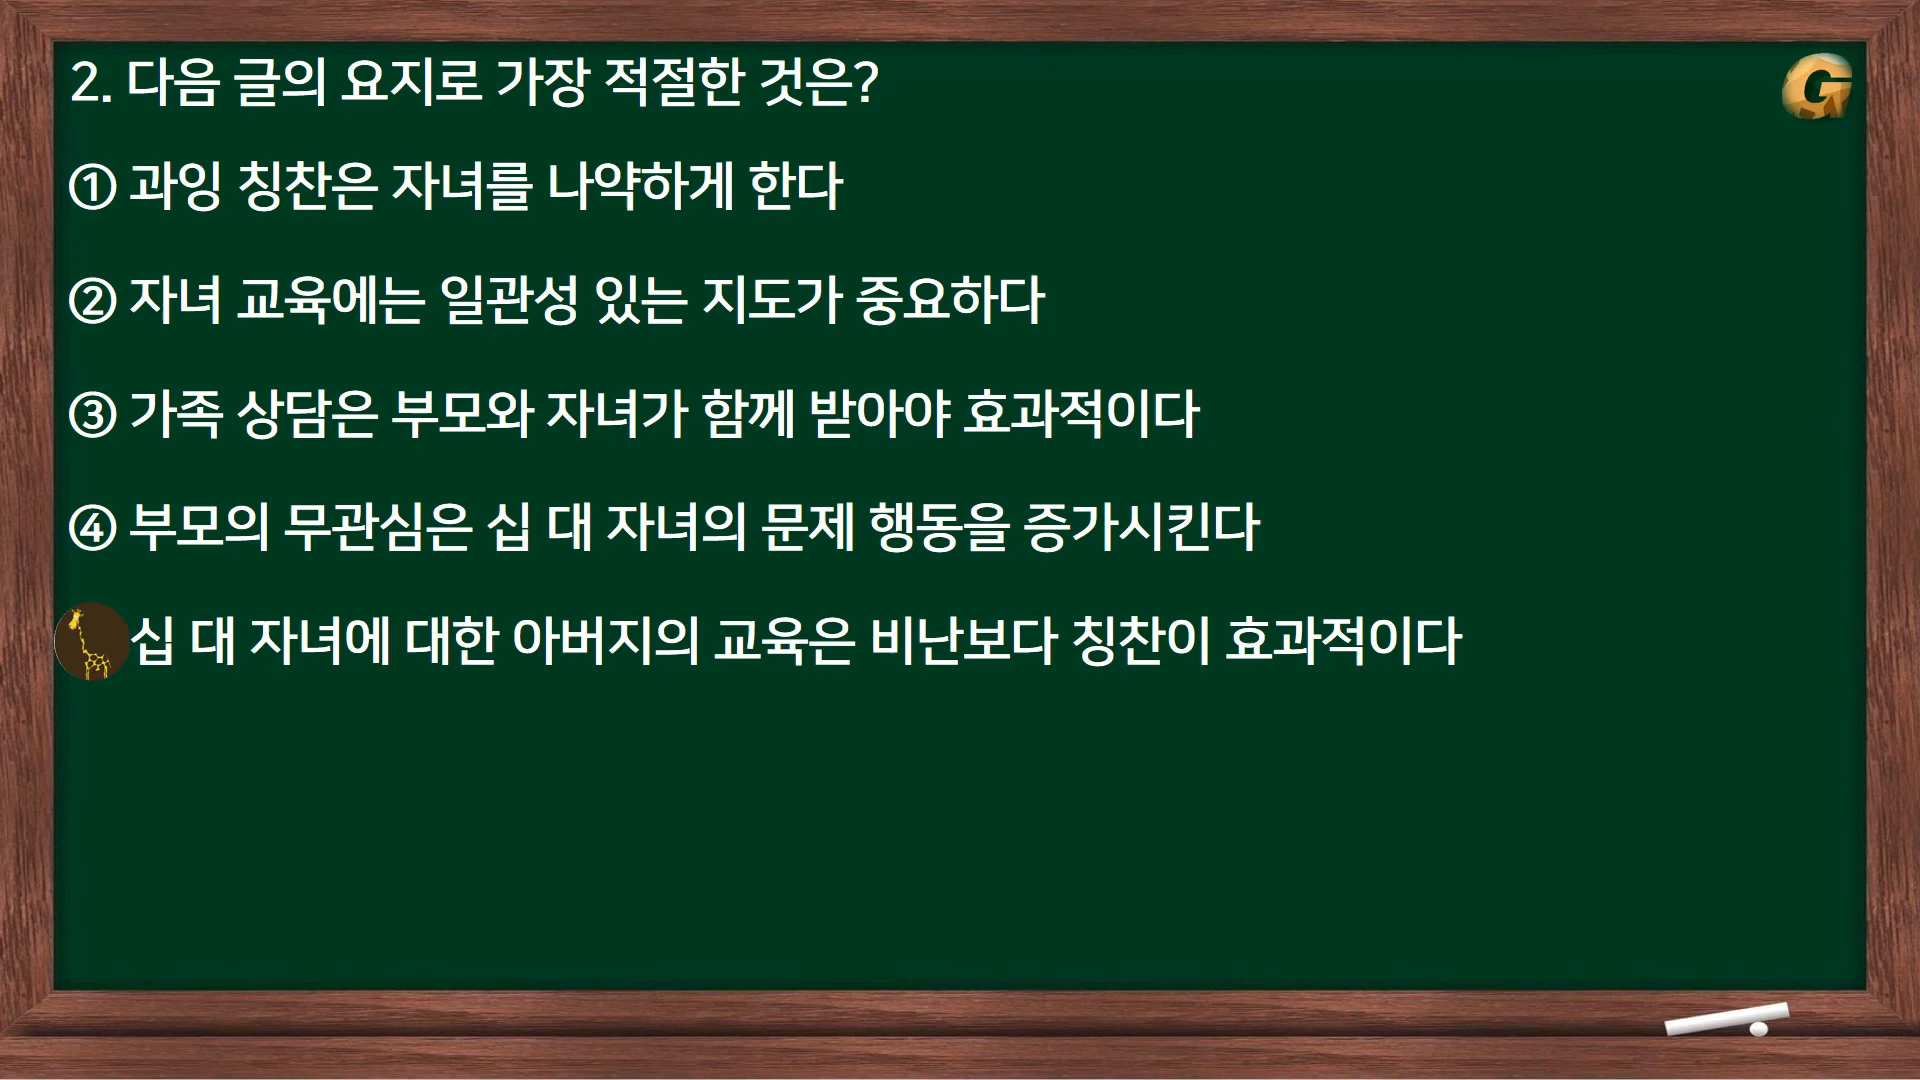 2. 다음 글의 요지로 가장 적절한 것은?
① 과잉 칭찬은 자녀를 나약하게 한다
② 자녀 교육에는 일관성 있는 지도가 중요하다
③ 가족 상담은 부모와 자녀가 함께 받아야 효과적이다
④ 부모의 무관심은 십 대 자녀의 문제 행동을 증가시킨다
십 대 자녀에 대한 아버지의 교육은 비난보다 칭찬이 효과적이다